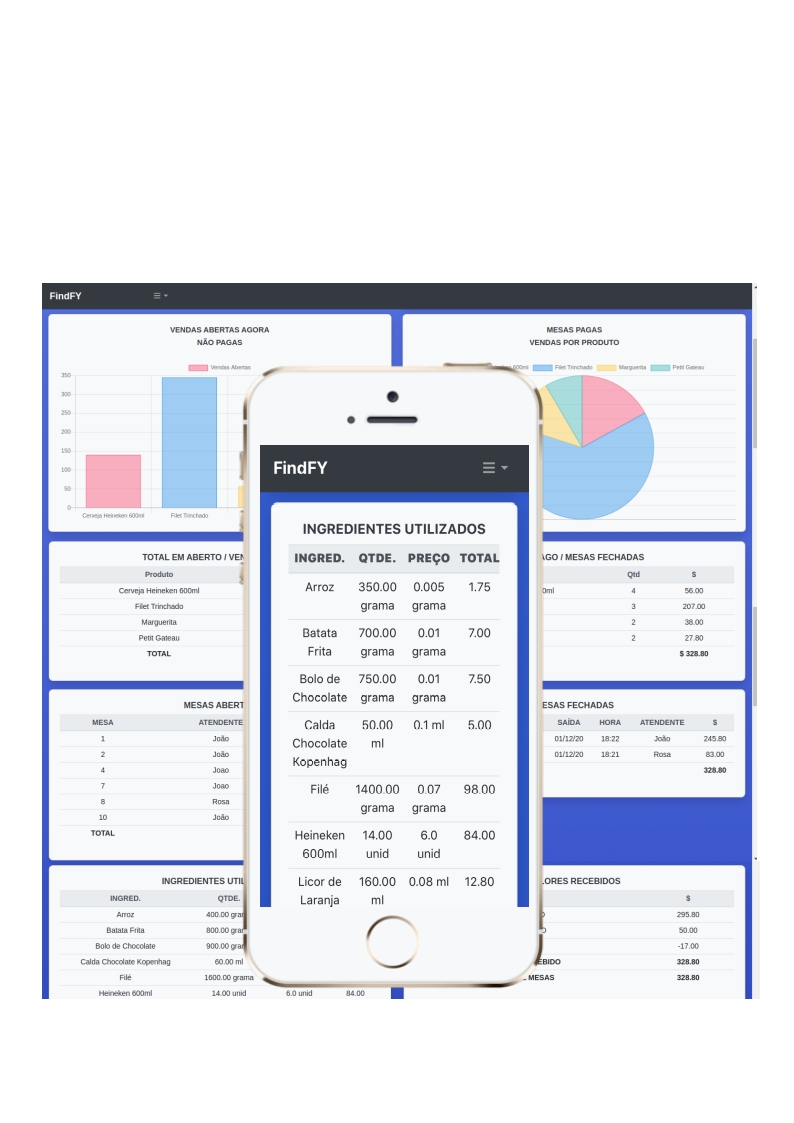 FindFY
VENDAS ABERTAS AGORA
NÃO PAGAS
Vendas Abertas
350
300
250
200
150
100
50
0
Cerveja Heineken 600ml Filet Trinchado
MESAS PAGAS
VENDAS POR PRODUTO
600ml Filet Trinchado Marguerita Petit Gateau
TOTAL EM ABERTO / VEN
Produto
Cerveja Heineken 600ml
Filet Trinchado
Marguerita
Petit Gateau
TOTAL
GO / MESAS FECHADAS
Qtd $
0ml 4 56.00
3 207.00
2 38.00
2 27.80
$ 328.80
MESAS ABERT
MESA ATENDENTE
1 João
2 João
4 Joao
7 Joao
8 Rosa
10 João
TOTAL
ESAS FECHADAS
SAÍDA HORA ATENDENTE $
01/12/20 18:22 João 245.80
01/12/20 18:21 Rosa 83.00
328.80
INGREDIENTES UTIL
INGRED. QTDE.
Arroz 400.00 gra
Batata Frita 800.00 gra
Bolo de Chocolate 900.00 gra
Calda Chocolate Kopenhag 60.00 ml
Filé 1600.00 grama
Heineken 600ml 14.00 unid 6.0 unid 84.00
LORES RECEBIDOS
$
295.80
50.00
-17.00
EBIDO 328.80
MESAS 328.80
FindFY
INGREDIENTES UTILIZADOS
INGRED. QTDE. PREÇO TOTAL
Arroz 350.00 0.005 1.75
grama grama
Batata 700.00 0.01 7.00
Frita grama grama
Bolo de 750.00 0.01 7.50
Chocolate grama grama
Calda 50.00 0.1 ml 5.00
Chocolate ml
Kopenhag
Filé 1400.00 0.07 98.00
grama grama
Heineken 14.00 6.0 84.00
600ml unid unid
Licor de 160.00 0.08 ml 12.80
Laranja ml